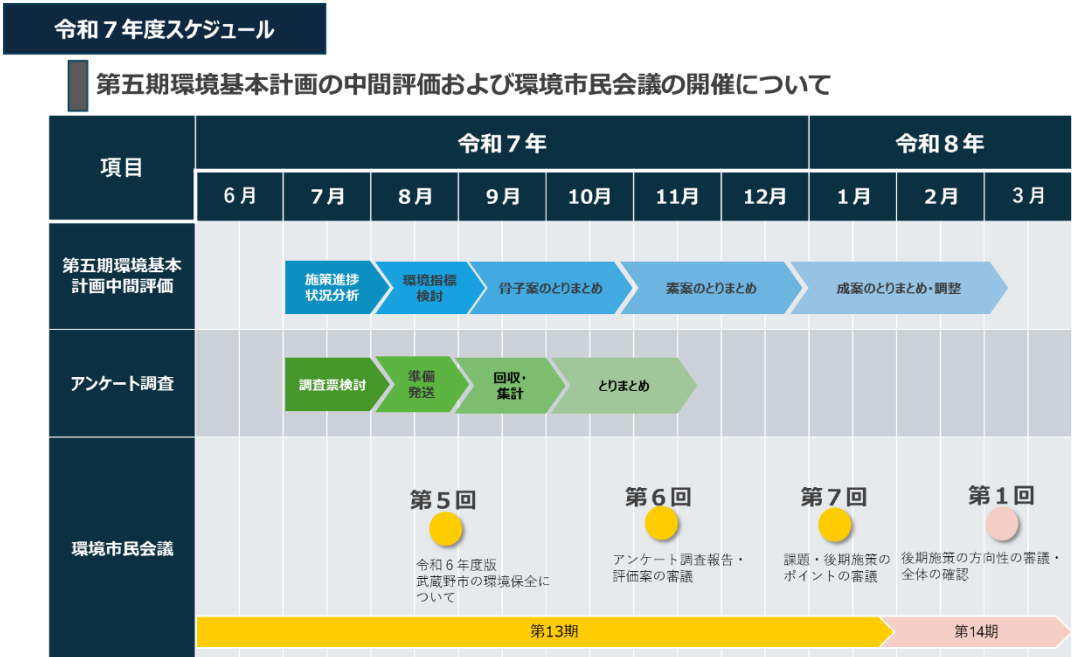 令和７年度スケジュール
第五期環境基本計画の中間評価および環境市民会議の開催について
項目
令和７年
令和８年
６月
７月
８月
９月
10月
11月
12月
１月
２月
３月
第五期環境基本
計画中間評価
施策進捗
状況分析
環境指標
検討
骨子案のとりまとめ
素案のとりまとめ
成案のとりまとめ・調整
アンケート調査
調査票検討
準備
発送
回収・
集計
とりまとめ
環境市民会議
第５回
令和６年度版
武蔵野市の環境保全に
ついて
第６回
アンケート調査報告・
評価案の審議
第７回
課題・後期施策の
ポイントの審議
第１回
後期施策の方向性の審議・
全体の確認
第13期
第14期